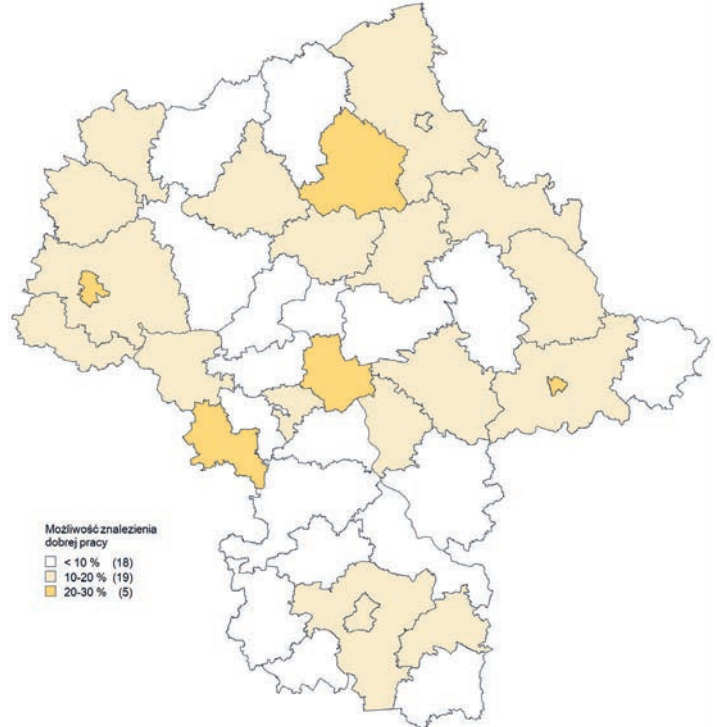 Możliwość znalezienia
dobrej pracy
< 10 % (18)
10-20 % (19)
20-30 % (5)